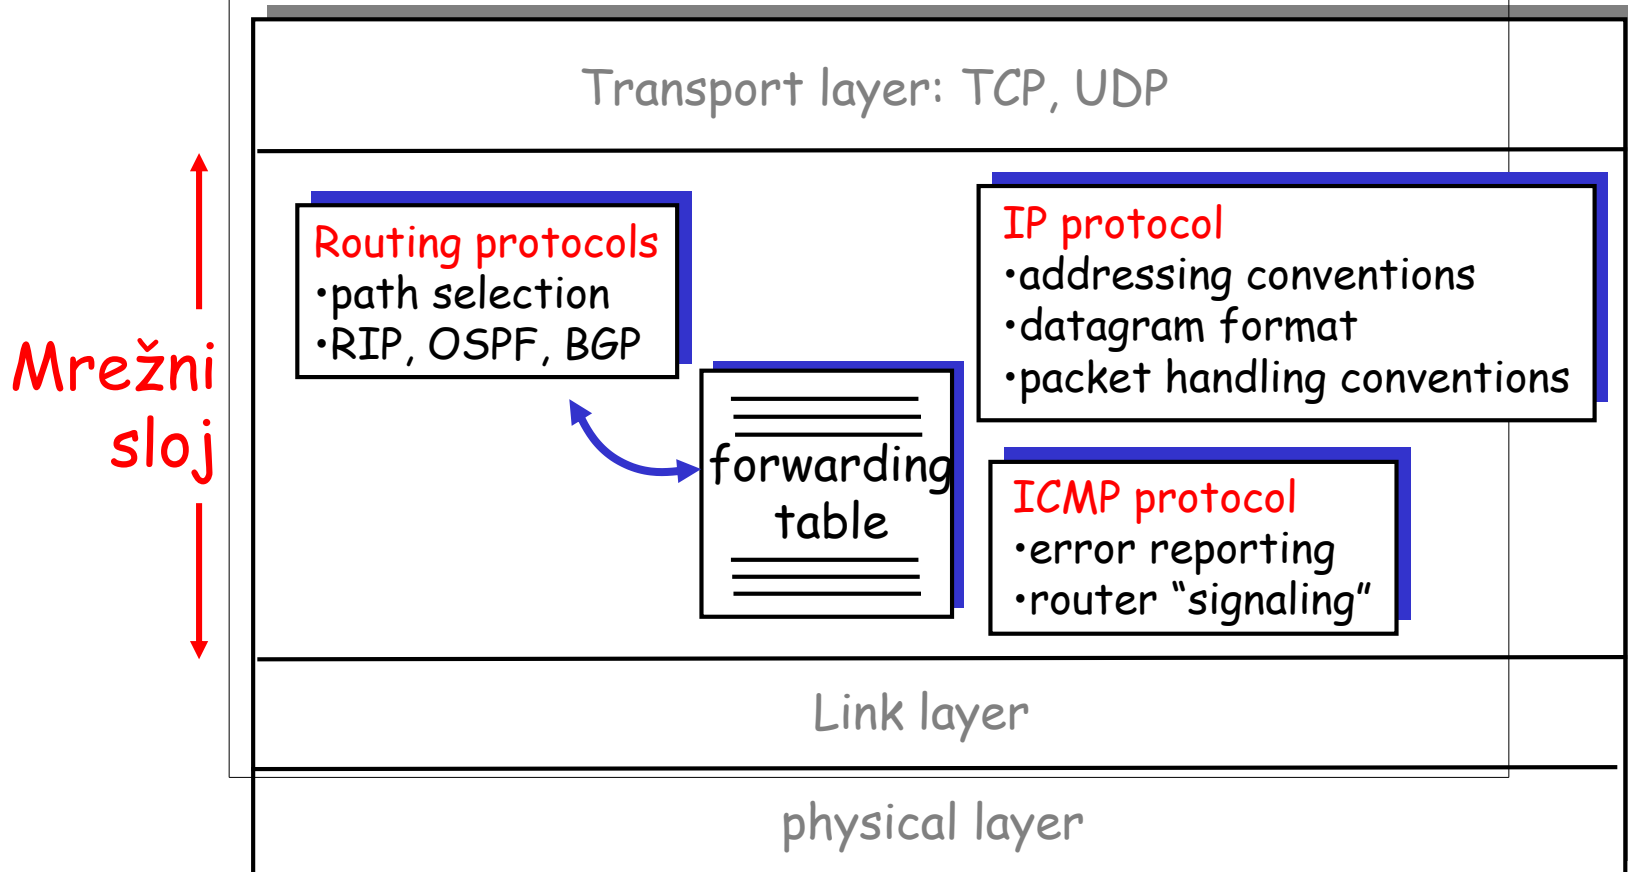 Transport layer: TCP, UDP
Mrežni
sloj
Routing protocols
•path selection
•RIP, OSPF, BGP
forwarding
table
IP protocol
•addressing conventions
•datagram format
•packet handling conventions
ICMP protocol
•error reporting
•router “signaling”
Link layer
physical layer